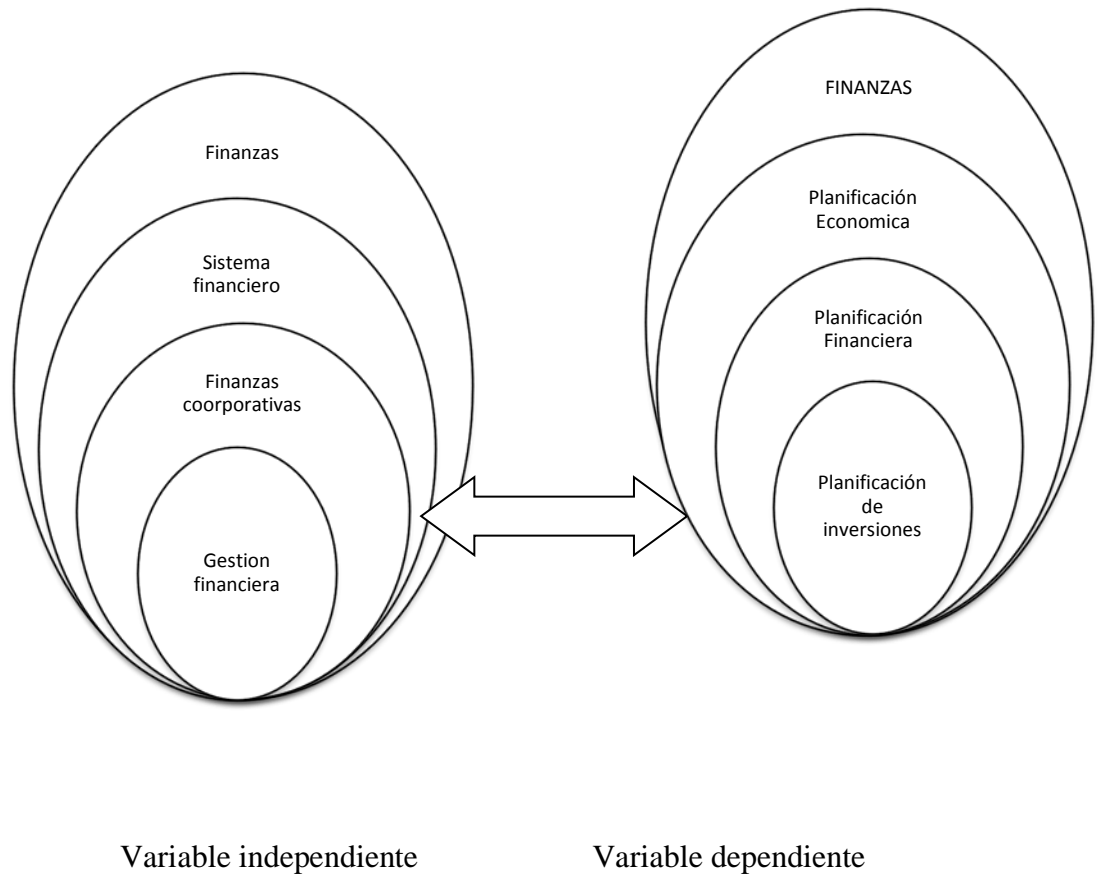 Finanzas
Sistema
financiero
Finanzas
coorporativas
Gestion
financiera
FINANZAS
Planificación
Economica
Planificación
Financiera
Planificación
de
inversiones
Variable independiente
Variable dependiente